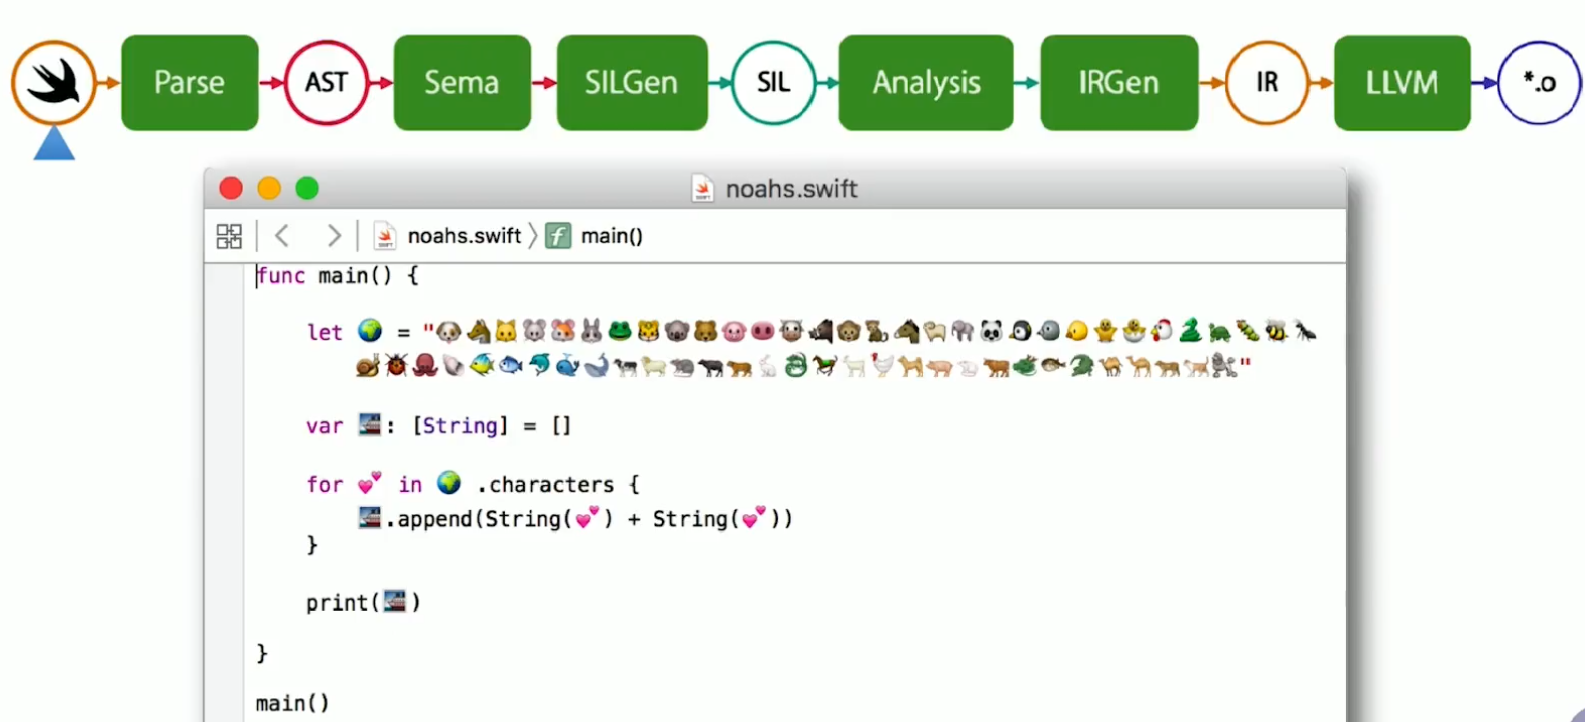 Parse AST Sema SILGen SIL Analysis IRGen IR LLVM *.o
noahs.swift
noahs.swift 〉 f main()
func main() {
let 🌍 = "🐶🐴🐱🐭🐹🐰🐸🐯🐨🐻🐷🐽🐮🐗🐵🐒🐴🐑🐘🐼🐧🐦🐤🐥🐣🐔🐍🐢🐛🐝🐜
🐌🐞🐙🐚🐠🐟🐬🐳🐋🐄🐏🐀🐃🐅🐇🐉🐎🐐🐓🐕🐖🐁🐂🐲🐡🐊🐪🐫🐆🐈🐩"
var 🚢: [String] = []
for 💕 in 🌍 .characters {
🚢.append(String(💕) + String(💕))
}
print(🚢)
}
main()